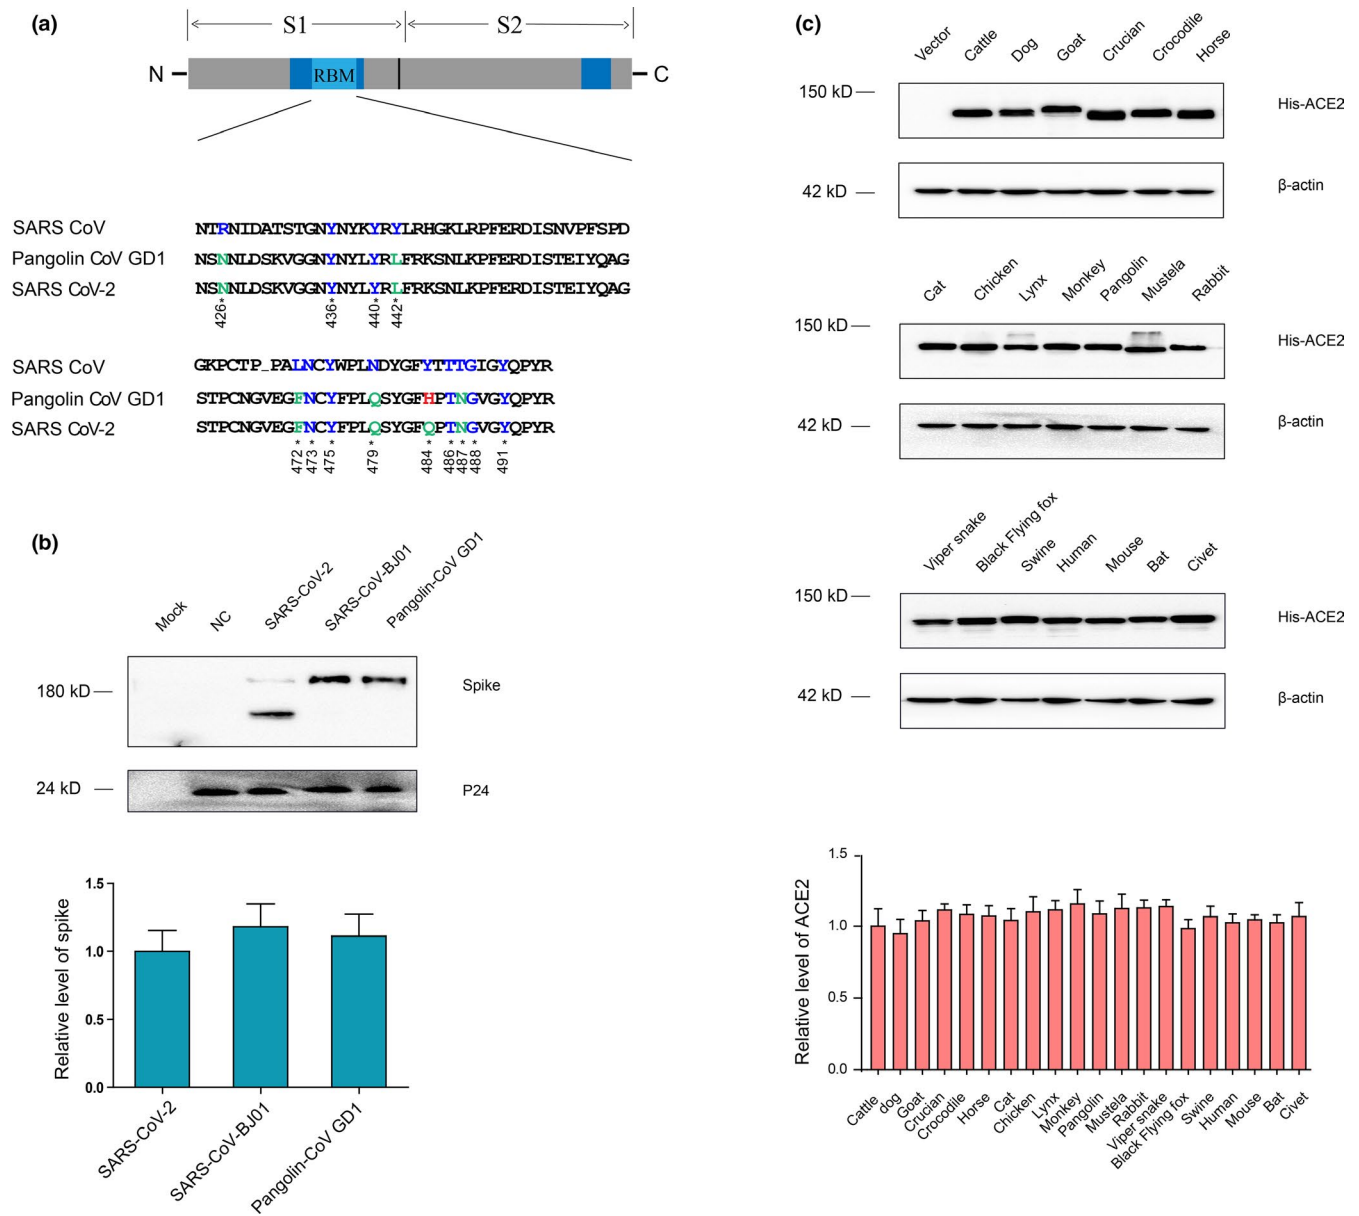 (a)
S1 S2
N RBM C
SARS CoV NTRNIDATSTGNYNYKYRYLRHGKLRPFERDISNVPFSPD
Pangolin CoV GD1 NSNNLDSKVGGNYNYLYRLFRKSNLKPFERDISTEIYQAG
SARS CoV-2 NSNNLDSKVGGNYNYLYRLFRKSNLKPFERDISTEIYQAG
* * * *
426 436 440 442
SARS CoV GKPCTP_PALNCYWPLNDYGFYTTTGIGYQPYR
Pangolin CoV GD1 STPCNGVEGFNCYFPLQSYGFHPTNGVGYQPYR
SARS CoV-2 STPCNGVEGFNCYFPLQSYGFQPTNGVGYQPYR
* * * * * * * * *
472 473 475 479 484 486 487 488 491
(b)
Mock NC SARS-CoV-2 SARS-CoV-BJ01 Pangolin-CoV GD1
180 kD Spike
24 kD P24
Relative level of spike
1.5
1.0
0.5
0.0
SARS-CoV-2 SARS-CoV-BJ01 Pangolin-CoV GD1
(c)
Vector Cattle Dog Goat Crucian Crocodile Horse
150 kD His-ACE2
42 kD β-actin
Cat Chicken Lynx Monkey Pangolin Mustela Rabbit
150 kD His-ACE2
42 kD β-actin
Viper snake Black Flying fox Swine Human Mouse Bat Civet
150 kD His-ACE2
42 kD β-actin
Relative level of ACE2
1.5
1.0
0.5
0.0
Cattle dog Goat Crucian Crocodile Horse Cat Chicken Lynx Monkey Pangolin Mustela Rabbit Viper snake Black Flying fox Swine Human Mouse Bat Civet